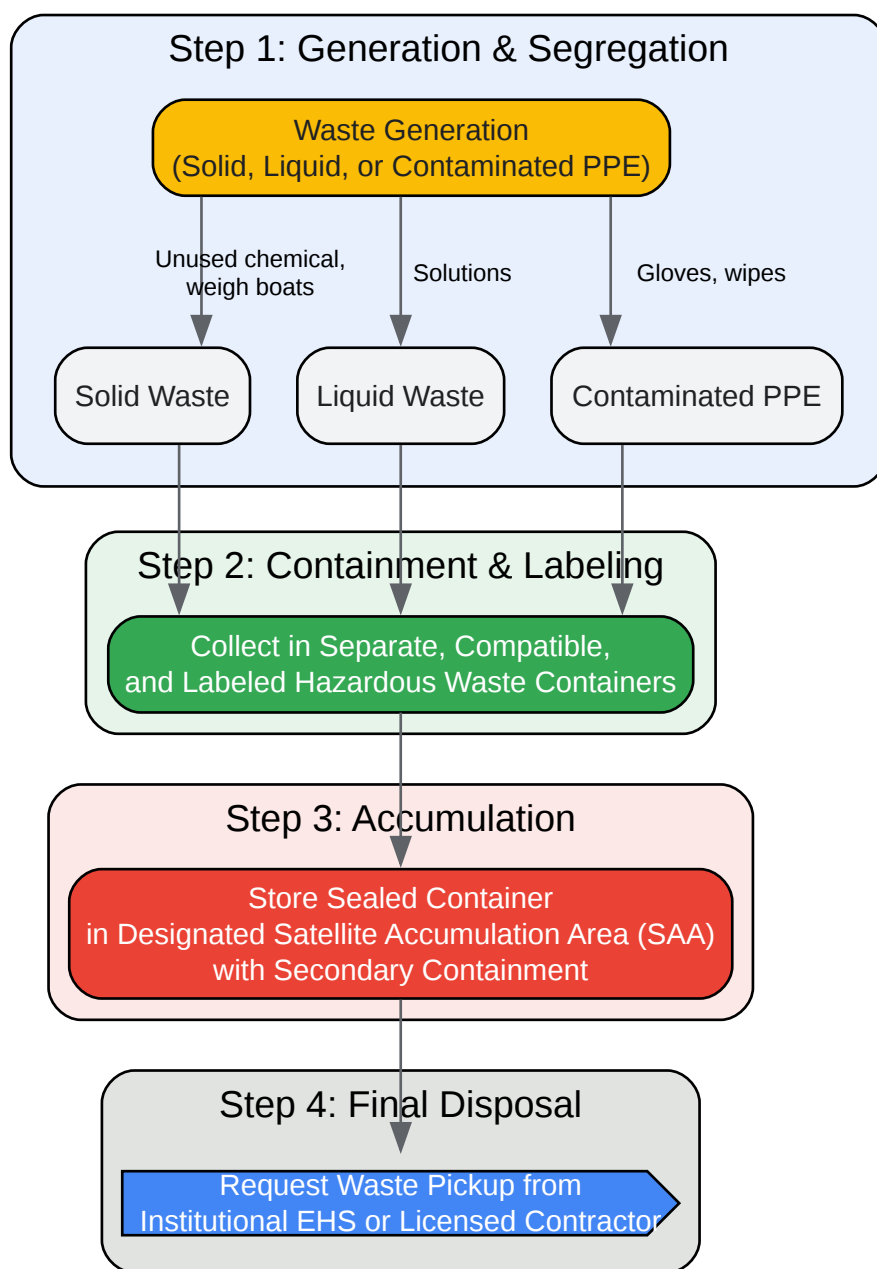 Step 1: Generation & Segregation
Waste Generation
(Solid, Liquid, or Contaminated PPE)
Unused chemical,
weigh boats
Solutions
Gloves, wipes
Solid Waste
Liquid Waste
Contaminated PPE
Step 2: Containment & Labeling
Collect in Separate, Compatible,
and Labeled Hazardous Waste Containers
Step 3: Accumulation
Store Sealed Container
in Designated Satellite Accumulation Area (SAA)
with Secondary Containment
Step 4: Final Disposal
Request Waste Pickup from
Institutional EHS or Licensed Contractor